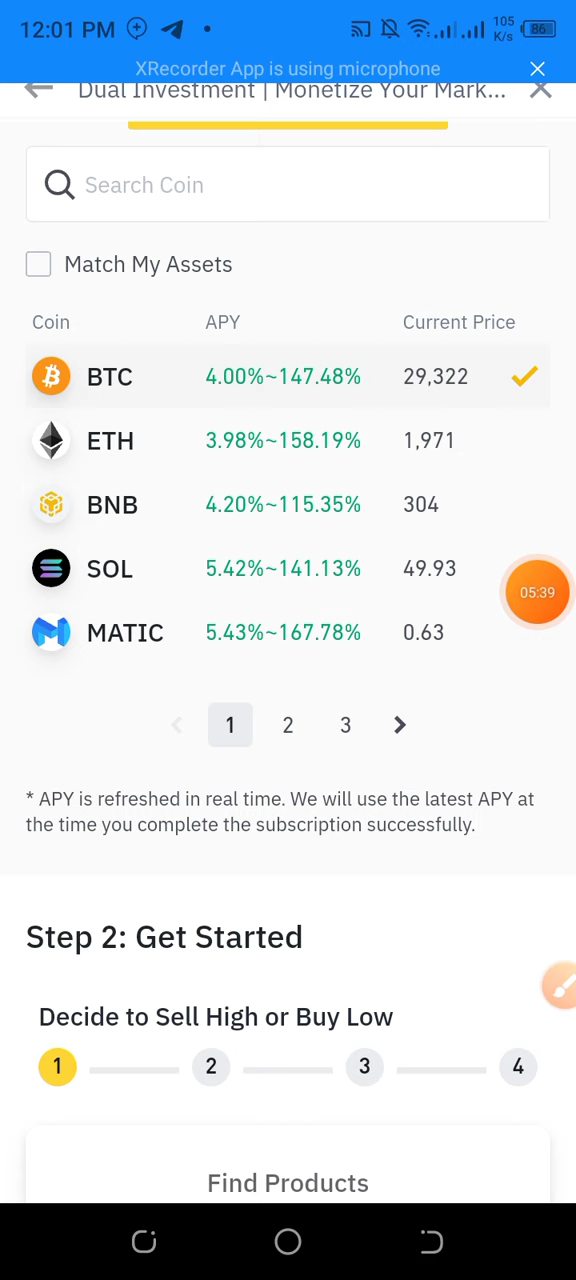 12:01 PM
105
K/s
86
XRecorder App is using microphone
Dual Investment | Monetize Your Mark...
Search Coin
Match My Assets
Coin APY Current Price
BTC 4.00%~147.48% 29,322
ETH 3.98%~158.19% 1,971
BNB 4.20%~115.35% 304
SOL 5.42%~141.13% 49.93
05:39
MATIC 5.43%~167.78% 0.63
1 2 3
* APY is refreshed in real time. We will use the latest APY at
the time you complete the subscription successfully.
Step 2: Get Started
Decide to Sell High or Buy Low
1 2 3 4
Find Products